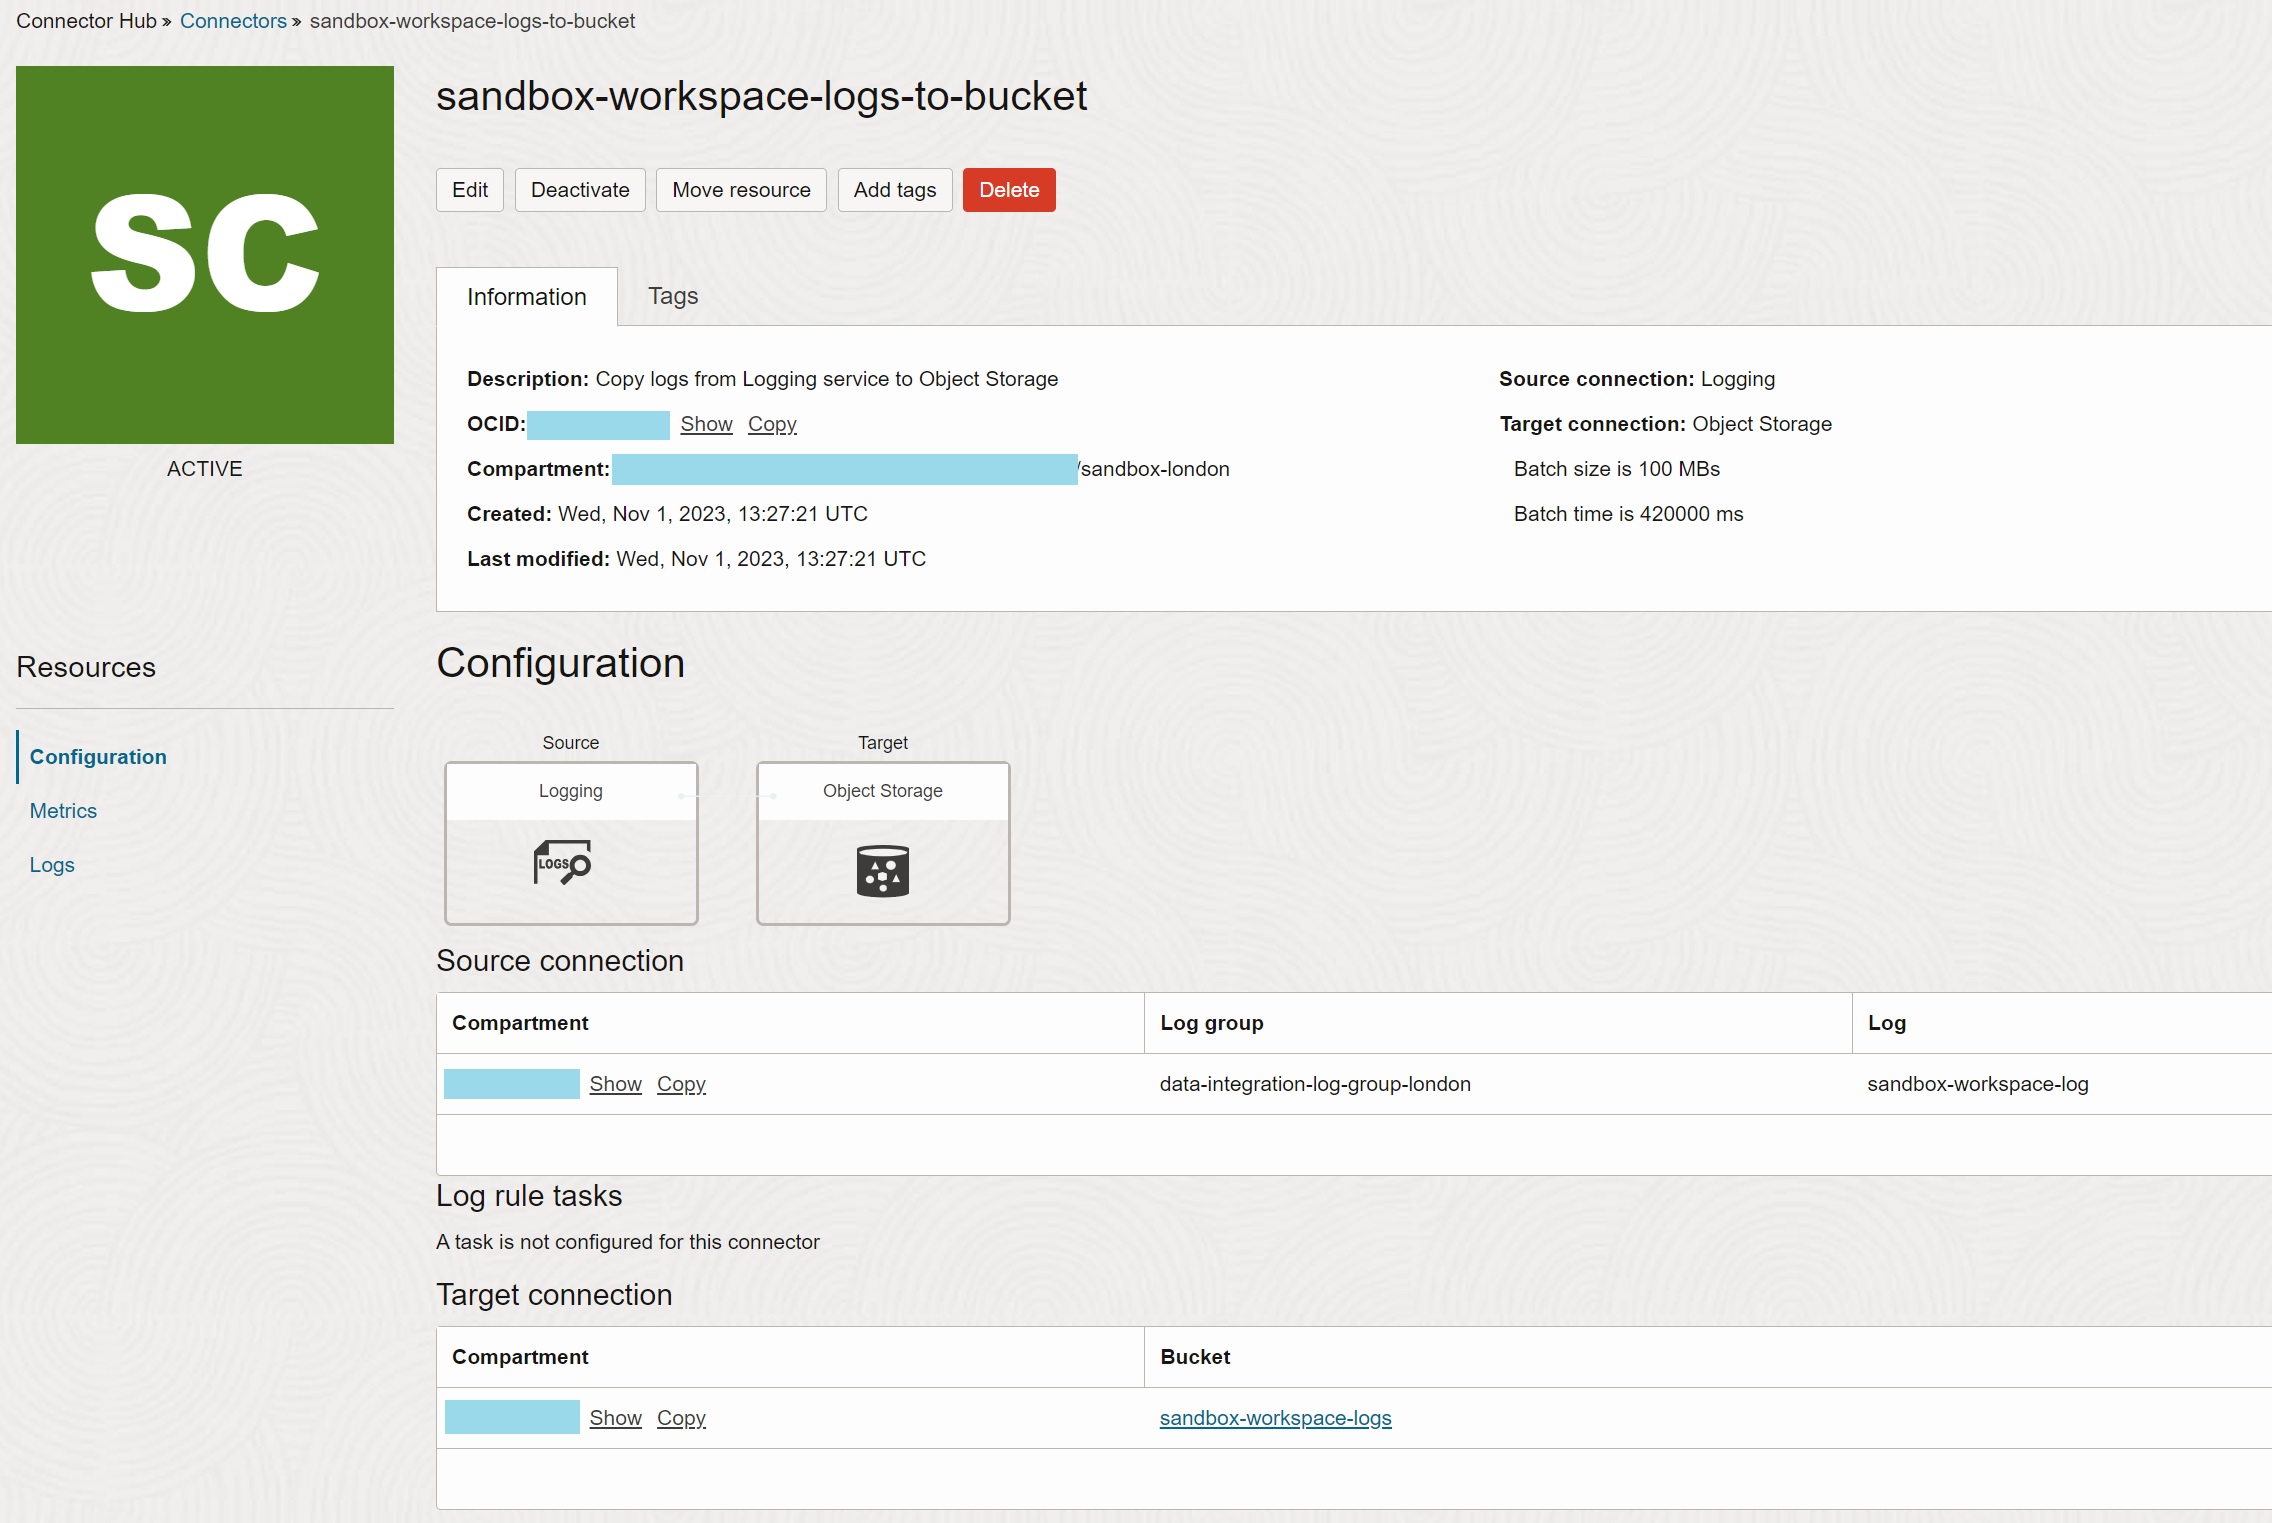 Connector Hub » Connectors » sandbox-workspace-logs-to-bucket
sc
ACTIVE
sandbox-workspace-logs-to-bucket
Edit Deactivate Move resource Add tags Delete
Information Tags
Description: Copy logs from Logging service to Object Storage
OCID: Show Copy
Compartment: /sandbox-london
Created: Wed, Nov 1, 2023, 13:27:21 UTC
Last modified: Wed, Nov 1, 2023, 13:27:21 UTC
Source connection: Logging
Target connection: Object Storage
Batch size is 100 MBs
Batch time is 420000 ms
Resources
Configuration
Metrics
Logs
Configuration
Source Target
Logging Object Storage
LOGS
Source connection
Compartment Log group Log
Show Copy data-integration-log-group-london sandbox-workspace-log
Log rule tasks
A task is not configured for this connector
Target connection
Compartment Bucket
Show Copy sandbox-workspace-logs